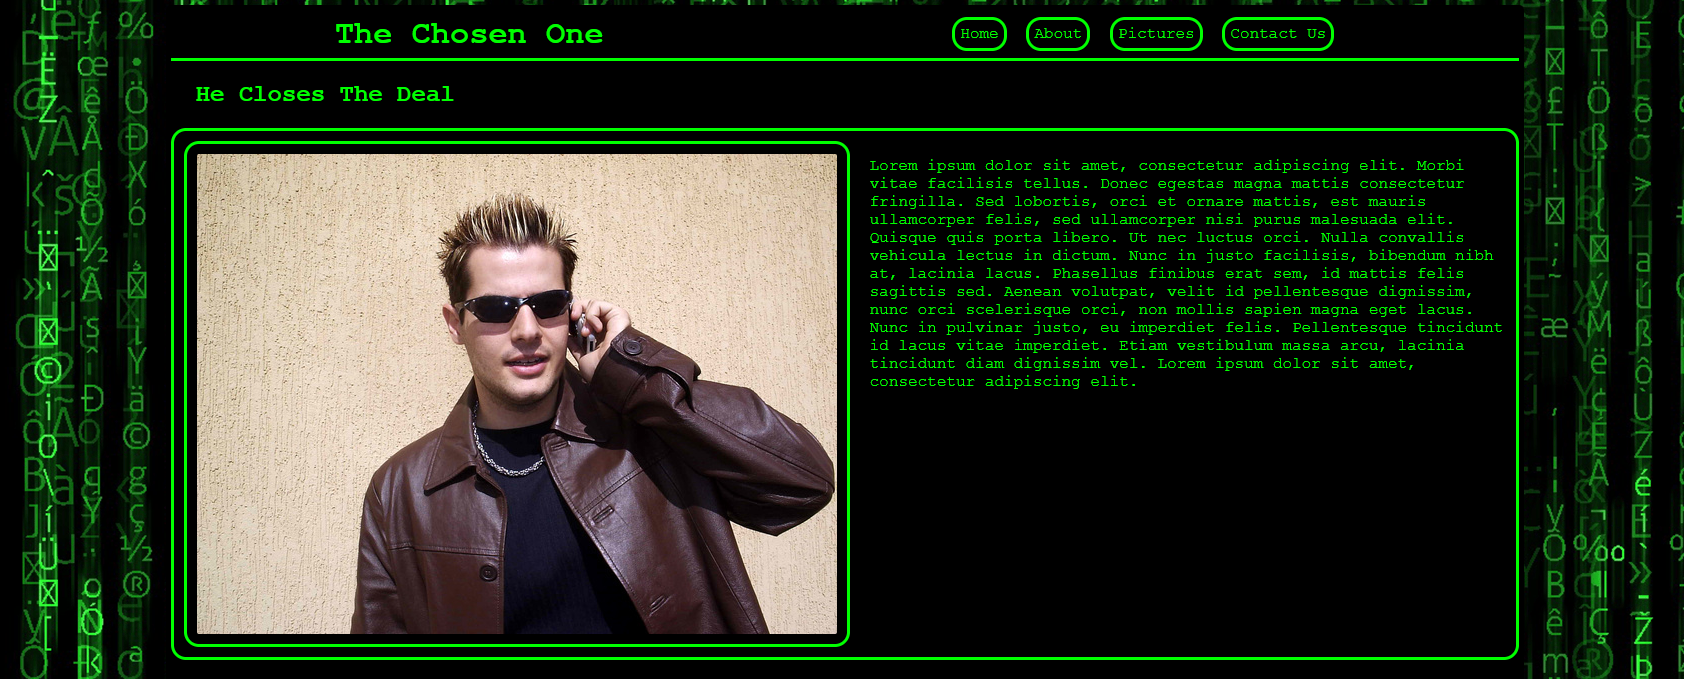 The Chosen One
Home About Pictures Contact Us
He Closes The Deal
Lorem ipsum dolor sit amet, consectetur adipiscing elit. Morbi
vitae facilisis tellus. Donec egestas magna mattis consectetur
fringilla. Sed lobortis, orci et ornare mattis, est mauris
ullamcorper felis, sed ullamcorper nisi purus malesuada elit.
Quisque quis porta libero. Ut nec luctus orci. Nulla convallis
vehicula lectus in dictum. Nunc in justo facilisis, bibendum nibh
at, lacinia lacus. Phasellus finibus erat sem, id mattis felis
sagittis sed. Aenean volutpat, velit id pellentesque dignissim,
nunc orci scelerisque orci, non mollis sapien magna eget lacus.
Nunc in pulvinar justo, eu imperdiet felis. Pellentesque tincidunt
id lacus vitae imperdiet. Etiam vestibulum massa arcu, lacinia
tincidunt diam dignissim vel. Lorem ipsum dolor sit amet,
consectetur adipiscing elit.